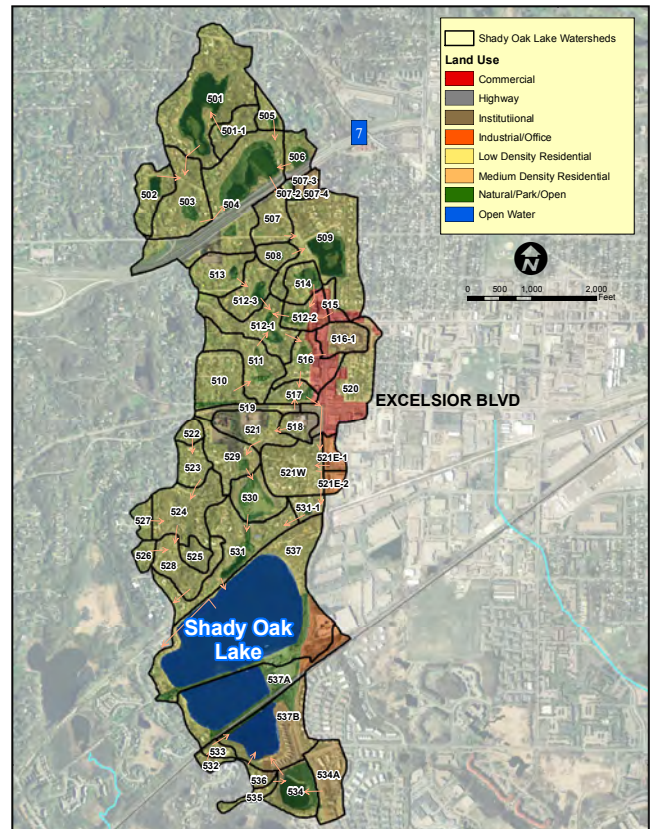 Shady Oak Lake Watersheds
Land Use
Commercial
Highway
Institutiional
Industrial/Office
Low Density Residential
Medium Density Residential
Natural/Park/Open
Open Water
7
N
0 500 1,000 2,000
Feet
501
501-1
505
506
502
503
504
507-3
507-2
507-4
507
509
508
513
514
512-3
515
512-2
512-1
516-1
511
516
510
520
517
EXCELSIOR BLVD
519
518
521
522
529
521E-1
523
521W
521E-2
530
531-1
524
527
537
526
525
531
528
Shady Oak
Lake
537A
537B
533
532
534A
536
534
535